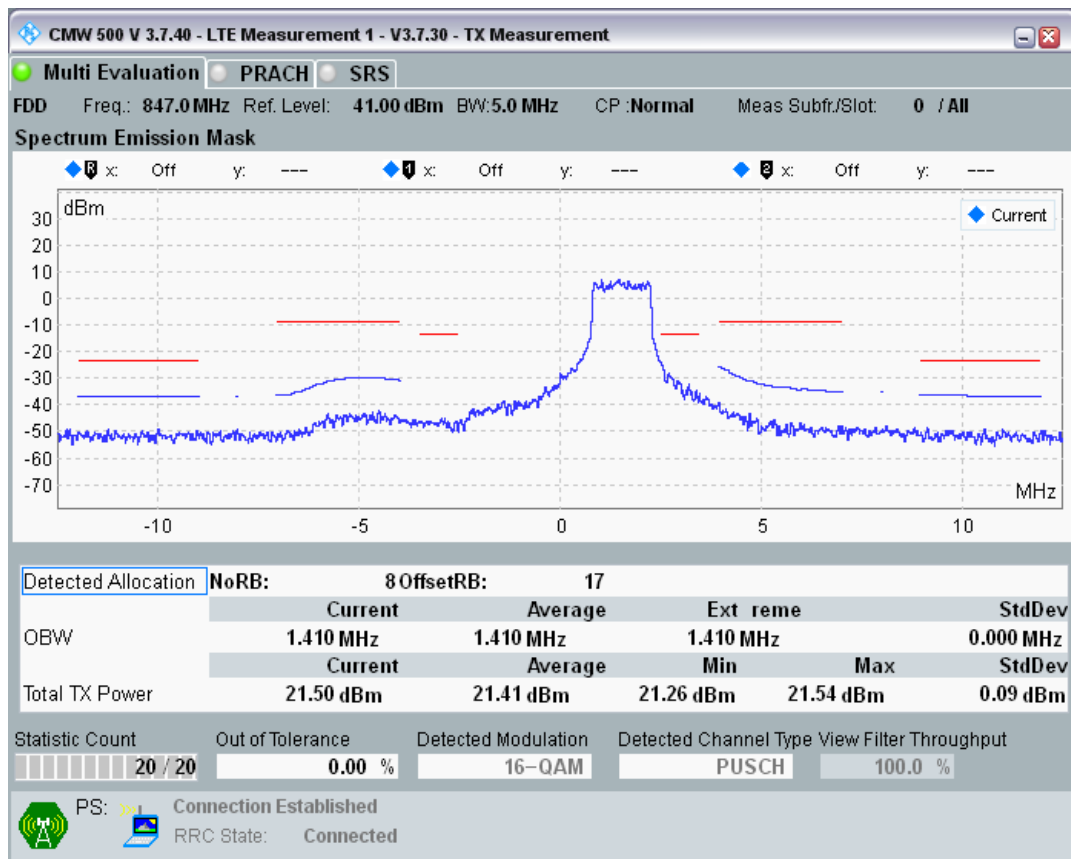 CMW 500 V 3.7.40 - LTE Measurement 1 - V3.7.30 - TX Measurement
Multi Evaluation PRACH SRS
FDD Freq.: 847.0 MHz Ref. Level: 41.00 dBm BW:5.0 MHz CP :Normal Meas Subfr./Slot: 0 / All
Spectrum Emission Mask
R x: Off y: --- 1 x: Off y: --- 2 x: Off y: ---
dBm
Current
30
20
10
0
-10
-20
-30
-40
-50
-60
-70
MHz
-10 -5 0 5 10
Detected Allocation NoRB: 8 OffsetRB: 17
Current Average Ext reme StdDev
OBW 1.410 MHz 1.410 MHz 1.410 MHz 0.000 MHz
Current Average Min Max StdDev
Total TX Power 21.50 dBm 21.41 dBm 21.26 dBm 21.54 dBm 0.09 dBm
Statistic Count Out of Tolerance Detected Modulation Detected Channel Type View Filter Throughput
20 / 20 0.00 % 16-QAM PUSCH 100.0 %
PS: Connection Established
RRC State: Connected